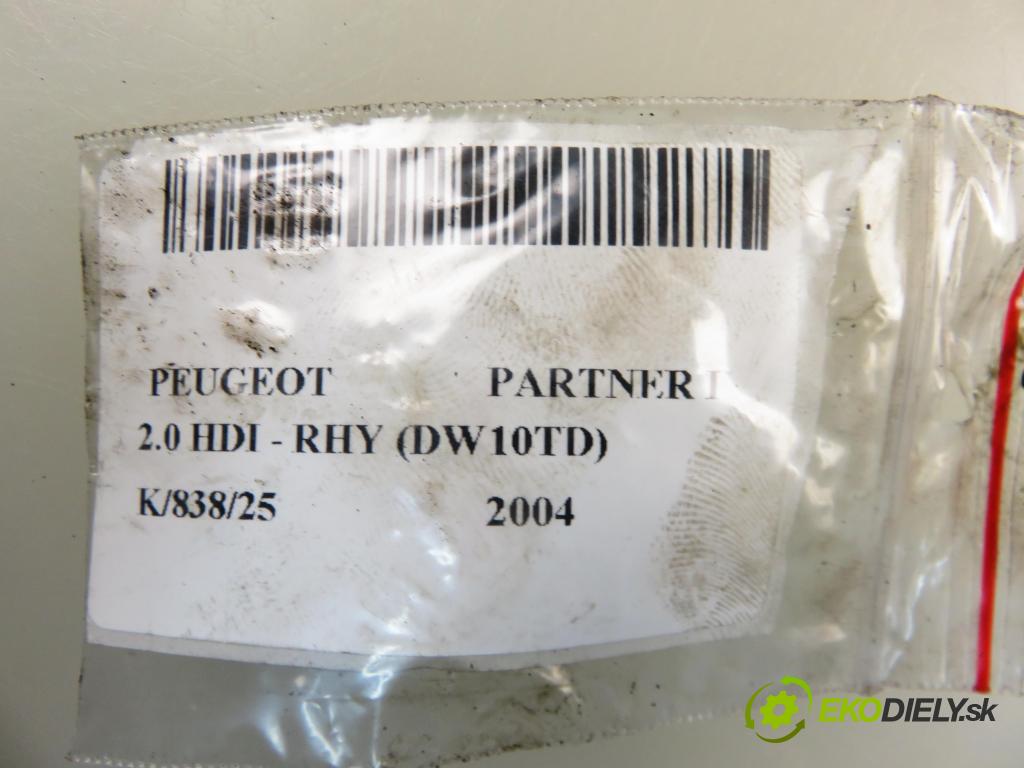 PEUGEOT PARTNER I
2.0 HDI - RHY (DW10TD)
K/838/25 2004
EKODIELY.sk